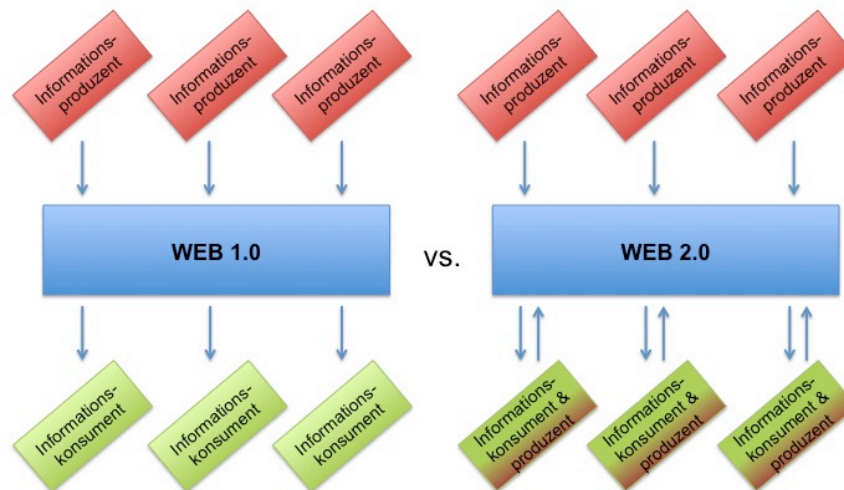 Informations-
produzent
Informations-
produzent
Informations-
produzent
Informations-
produzent
Informations-
produzent
Informations-
produzent
WEB 1.0
vs.
WEB 2.0
Informations-
konsument
Informations-
konsument
Informations-
konsument
Informations-
konsument &
produzent
Informations-
konsument &
produzent
Informations-
konsument &
produzent